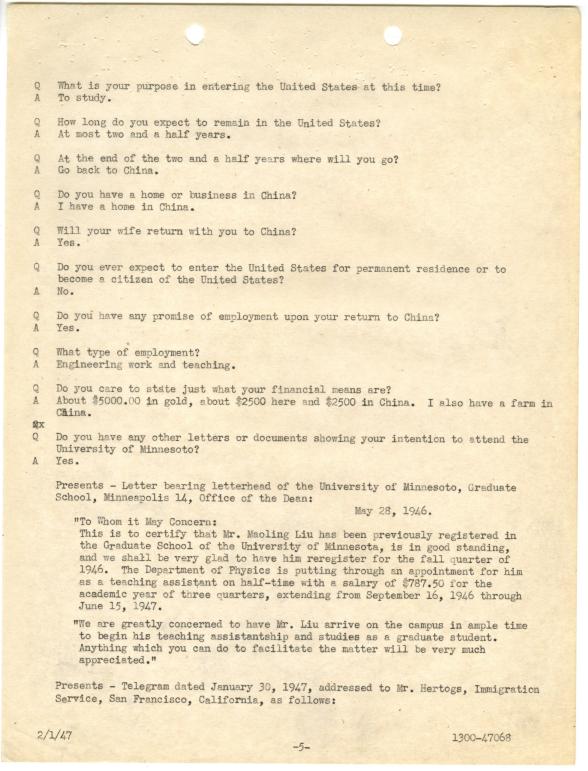 Q What is your purpose in entering the United States at this time?
A To study.
Q How long do you expect to remain in the United States?
A At most two and a half years.
Q At the end of the two and a half years where will you go?
A Go back to China.
Q Do you have a home or business in China?
A I have a home in China.
Q Will your wife return with you to China?
A Yes.
Q Do you ever expect to enter the United States for permanent residence or to
become a citizen of the United States?
A No.
Q Do you have any promise of employment upon your return to China?
A Yes.
Q What type of employment?
A Engineering work and teaching.
Q Do you care to state just what your financial means are?
A About $5000.00 in gold, about $2500 here and $2500 in China. I also have a farm in
China.
Q Do you have any other letters or documents showing your intention to attend the
University of Minnesoto?
A Yes.
Presents - Letter bearing letterhead of the University of Minnesoto, Graduate
School, Minneapolis 14, Office of the Dean:
May 28, 1946.
"To Whom it May Concern:
This is to certify that Mr. Maoling Liu has been previously registered in
the Graduate School of the University of Minnesota, is in good standing,
and we shall be very glad to have him reregister for the fall quarter of
1946. The Department of Physics is putting through an appointment for him
as a teaching assistant on half-time with a salary of $787.50 for the
academic year of three quarters, extending from September 16, 1946 through
June 15, 1947.
"We are greatly concerned to have Mr. Liu arrive on the campus in ample time
to begin his teaching assistantship and studies as a graduate student.
Anything which you can do to facilitate the matter will be very much
appreciated."
Presents - Telegram dated January 30, 1947, addressed to Mr. Hertogs, Immigration
Service, San Francisco, California, as follows:
2/1/47
-5-
1300-47068